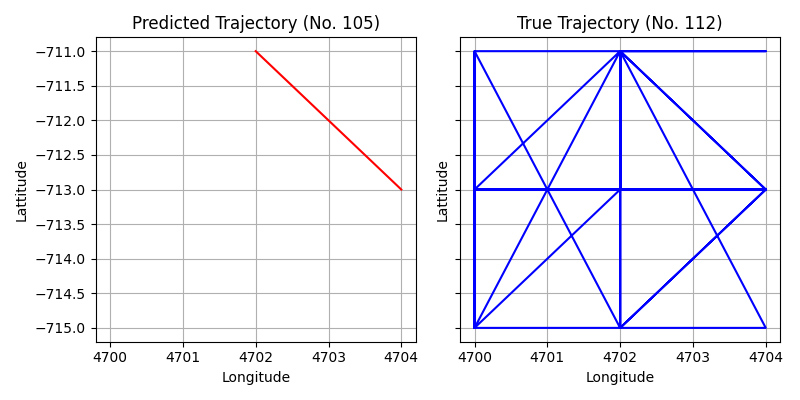 Predicted Trajectory (No. 105)
−711.0
−711.5
−712.0
−712.5
−713.0
−713.5
−714.0
−714.5
−715.0
Lattitude
4700 4701 4702 4703 4704
Longitude
True Trajectory (No. 112)
Lattitude
4700 4701 4702 4703 4704
Longitude